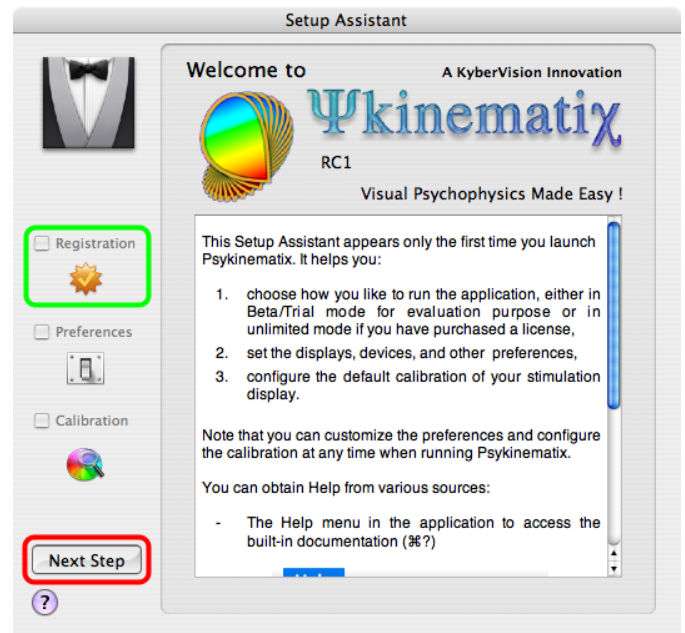 Setup Assistant
Welcome to
A KyberVision Innovation
Ψkinematiχ
RC1
Visual Psychophysics Made Easy !
Registration
Preferences
Calibration
Next Step
?
This Setup Assistant appears only the first time you launch
Psykinematix. It helps you:
1. choose how you like to run the application, either in
Beta/Trial mode for evaluation purpose or in
unlimited mode if you have purchased a license,
2. set the displays, devices, and other preferences,
3. configure the default calibration of your stimulation
display.
Note that you can customize the preferences and configure
the calibration at any time when running Psykinematix.
You can obtain Help from various sources:
- The Help menu in the application to access the
built-in documentation (⌘?)